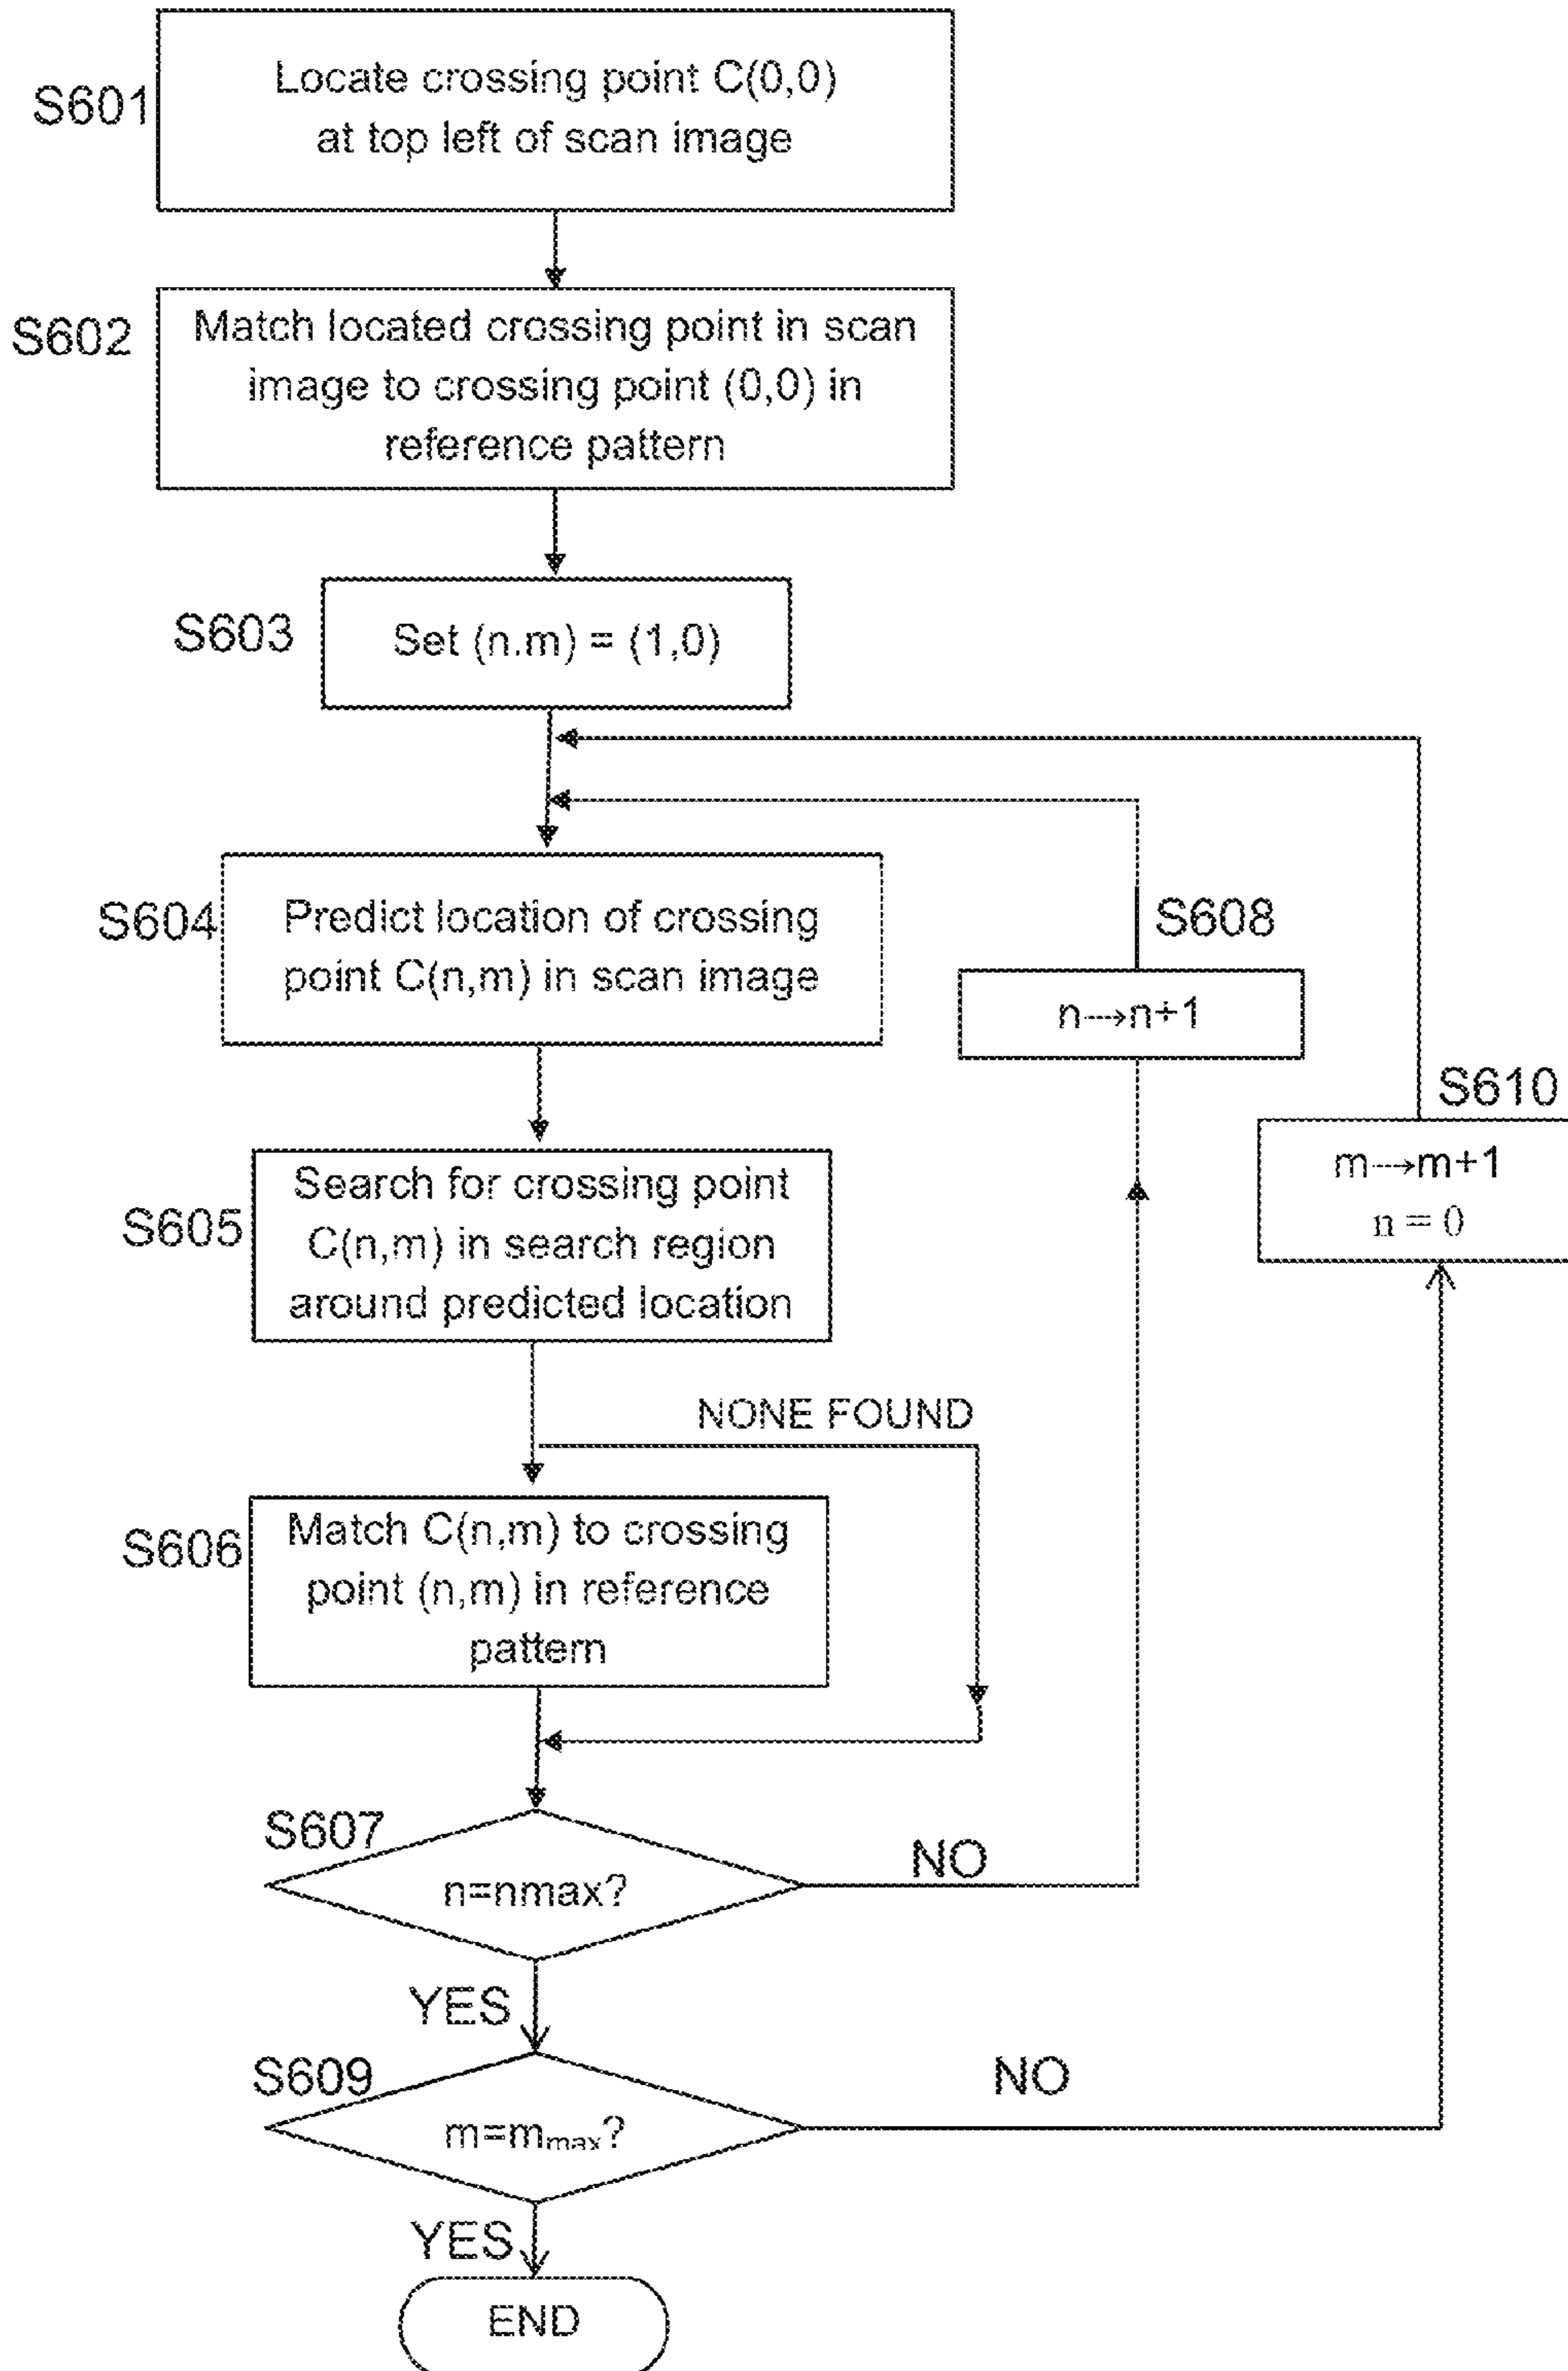 S601
Locate crossing point C(0,0)
at top left of scan image
S602
Match located crossing point in scan
image to crossing point (0,0) in
reference pattern
S603
Set (n.m) = (1,0)
S604
Predict location of crossing
point C(n,m) in scan image
S608
n→n+1
S610
m→m+1
n = 0
S605
Search for crossing point
C(n,m) in search region
around predicted location
NONE FOUND
S606
Match C(n,m) to crossing
point (n,m) in reference
pattern
S607
n=nmax?
NO
YES
S609
m=mmax?
NO
YES
END